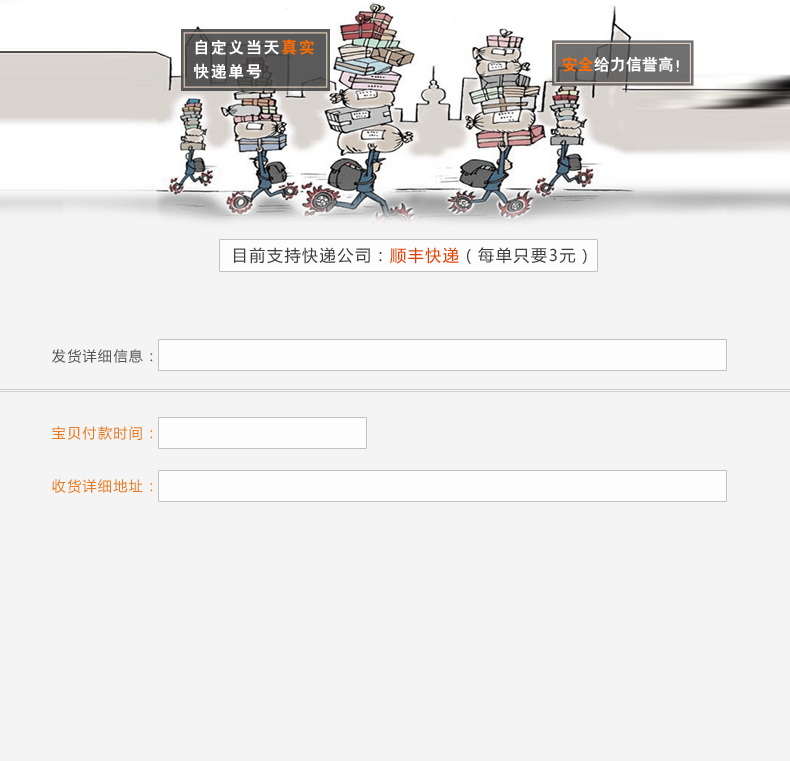 自定义当天真实
快递单号
安全给力信誉高!
目前支持快递公司：顺丰快递（每单只要3元）
发货详细信息：
宝贝付款时间：
收货详细地址：